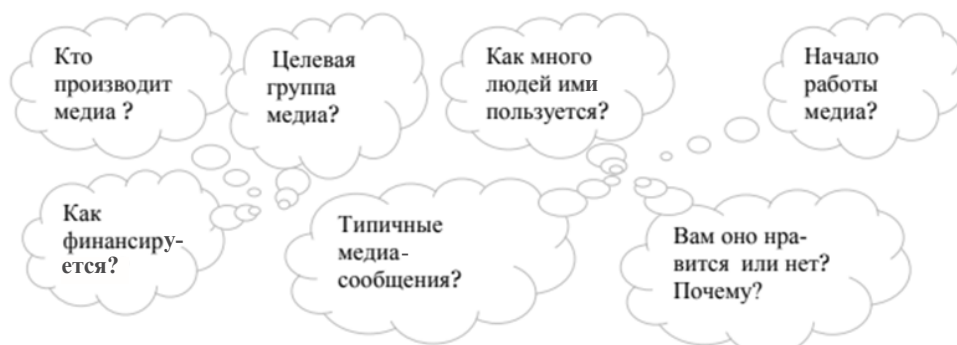 Кто
производит
медиа ?
Целевая
группа
медиа?
Как много
людей ими
пользуется?
Начало
работы
медиа?
Как
финансиру-
ется?
Типичные
медиа-
сообщения?
Вам оно нра-
вится или нет?
Почему?